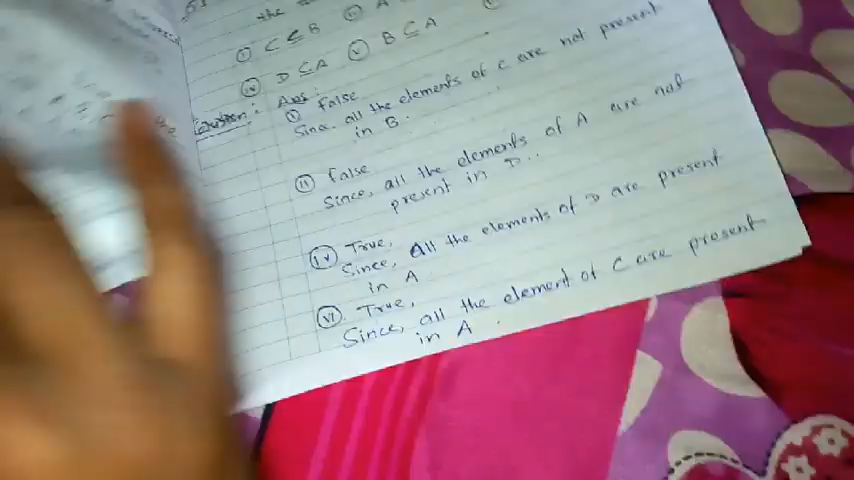 the
(i) C ⊆ B (ii) A
(iv) D ⊆ A (v) B ⊆ A
Ans:
(i) False
Since, all the elements of C are not present
in B.
(ii) False
Since, all the elements of A are not
present in D..
(iv) True,
Since, All the elements of D are present
in A
(vi) True,
Since, all the element of C are present
in A.